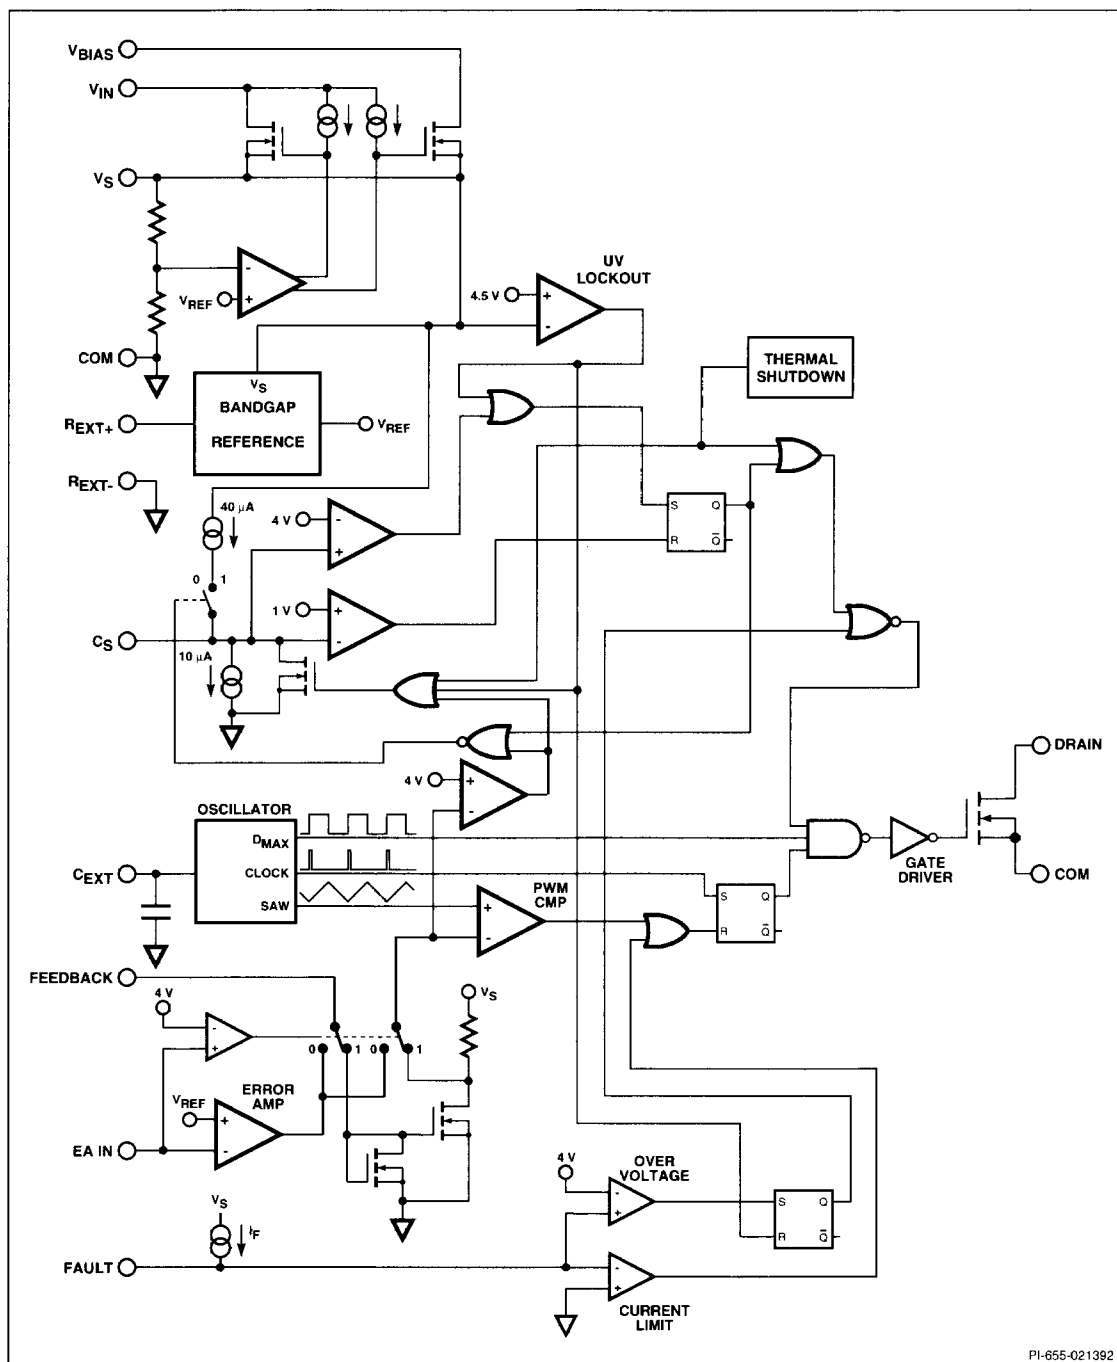 VBIAS
VIN
VS
VREF
COM
UV
LOCKOUT
4.5 V
THERMAL
SHUTDOWN
VS
BANDGAP
REFERENCE
REXT+
VREF
REXT-
40 μA
4 V
S Q
R Q̅
0 1
1 V
CS
10 μA
4 V
DRAIN
OSCILLATOR
DMAX
CLOCK
SAW
CEXT
GATE
DRIVER
COM
PWM
CMP
S Q
R Q̅
FEEDBACK
4 V
VS
0 1 0 1
ERROR
AMP
VREF
EA IN
OVER
VOLTAGE
4 V
S Q
R Q̅
VS
IF
FAULT
CURRENT
LIMIT
PI-655-021392